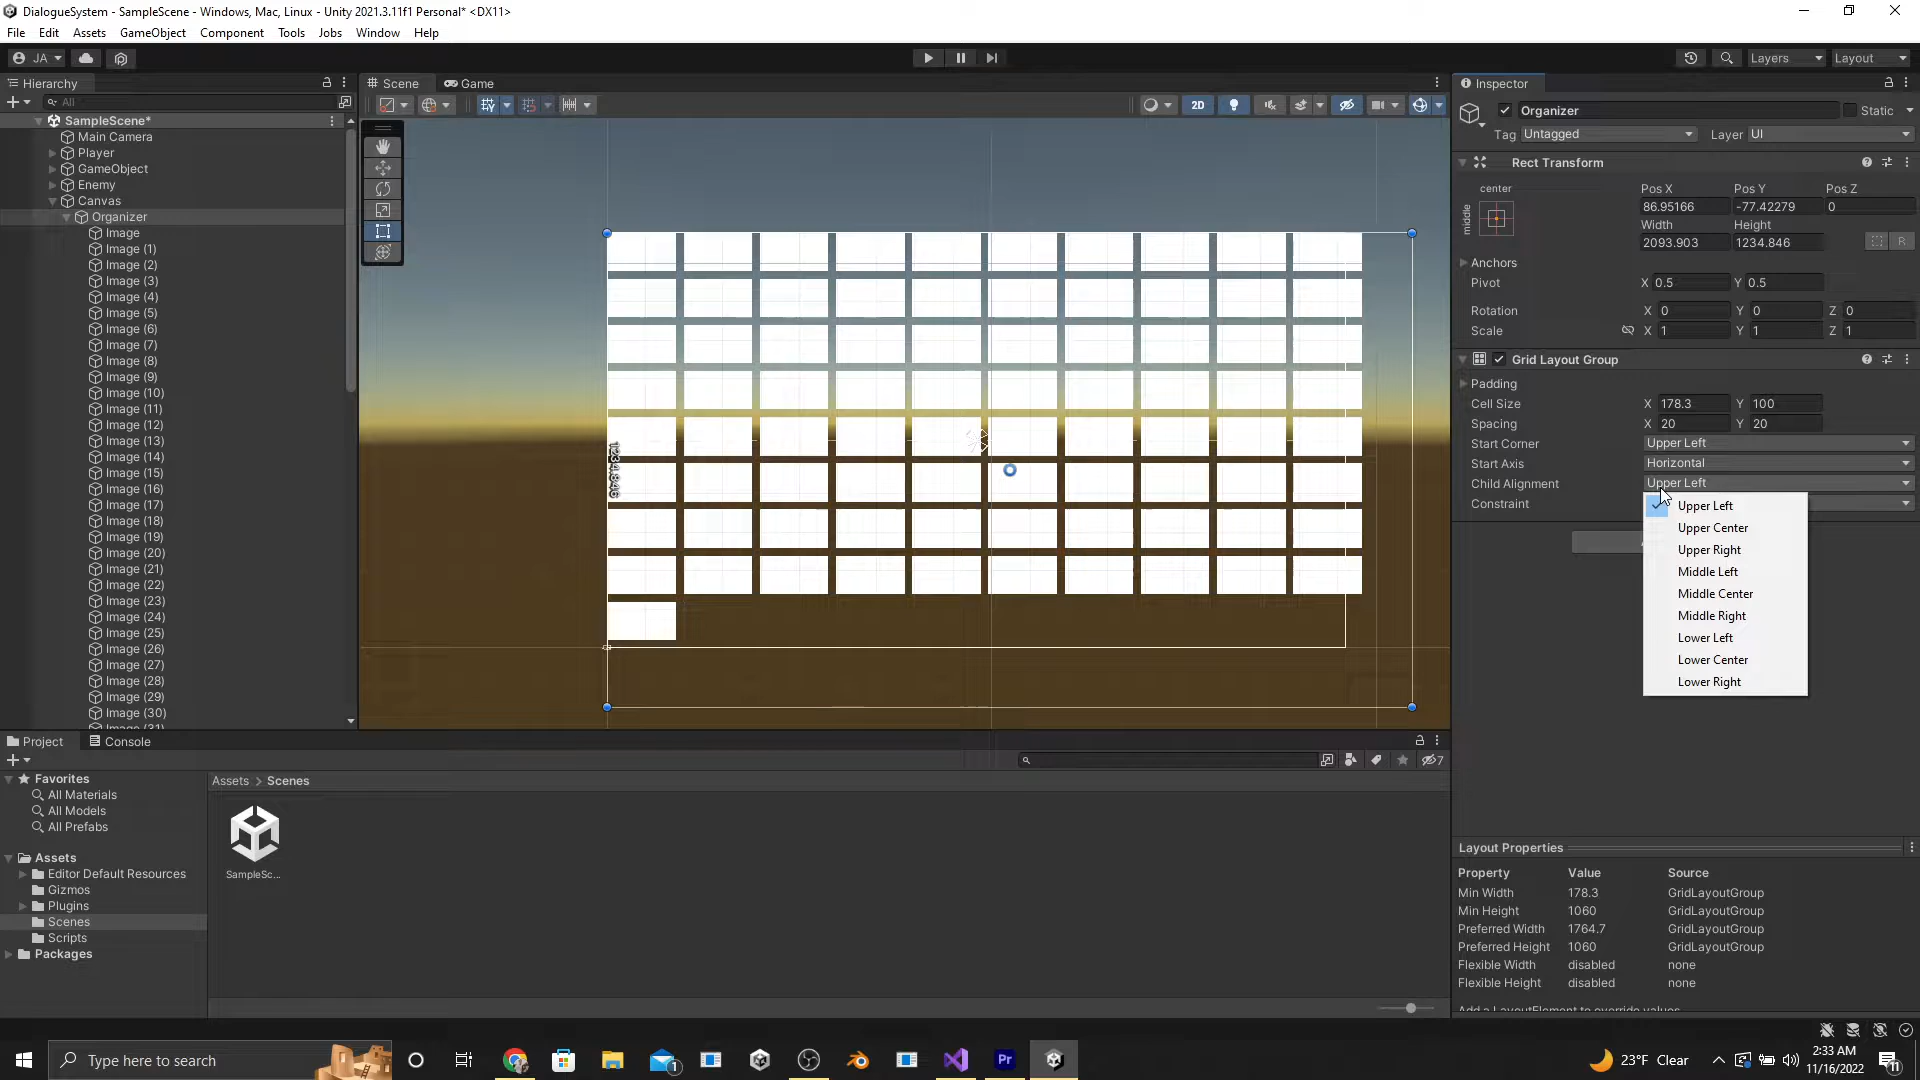 DialogueSystem - SampleScene - Windows, Mac, Linux - Unity 2021.3.11f1 Personal* <DX11>
File Edit Assets GameObject Component Tools Jobs Window Help
JA
Layers Layout
Hierarchy
All
SampleScene*
Main Camera
Player
GameObject
Enemy
Canvas
Organizer
Image
Image (1)
Image (2)
Image (3)
Image (4)
Image (5)
Image (6)
Image (7)
Image (8)
Image (9)
Image (10)
Image (11)
Image (12)
Image (13)
Image (14)
Image (15)
Image (16)
Image (17)
Image (18)
Image (19)
Image (20)
Image (21)
Image (22)
Image (23)
Image (24)
Image (25)
Image (26)
Image (27)
Image (28)
Image (29)
Image (30)
Image (31)
Scene Game
2D
1234.846
Inspector
Organizer Static
Tag Untagged Layer UI
Rect Transform
center
middle
Pos X Pos Y Pos Z
86.95166 -77.42279 0
Width Height
2093.903 1234.846
R
Anchors
Pivot X 0.5 Y 0.5
Rotation X 0 Y 0 Z 0
Scale X 1 Y 1 Z 1
Grid Layout Group
Padding
Cell Size X 178.3 Y 100
Spacing X 20 Y 20
Start Corner Upper Left
Start Axis Horizontal
Child Alignment Upper Left
Constraint
Upper Left
Upper Center
Upper Right
Middle Left
Middle Center
Middle Right
Lower Left
Lower Center
Lower Right
Layout Properties
Property Value Source
Min Width 178.3 GridLayoutGroup
Min Height 1060 GridLayoutGroup
Preferred Width 1764.7 GridLayoutGroup
Preferred Height 1060 GridLayoutGroup
Flexible Width disabled none
Flexible Height disabled none
Add a LayoutElement to override values
Project Console
7
Favorites
All Materials
All Models
All Prefabs
Assets
Editor Default Resources
Gizmos
Plugins
Scenes
Scripts
Packages
Assets > Scenes
SampleSc...
Type here to search
1
Pr
23°F Clear
2:33 AM
11/16/2022
11